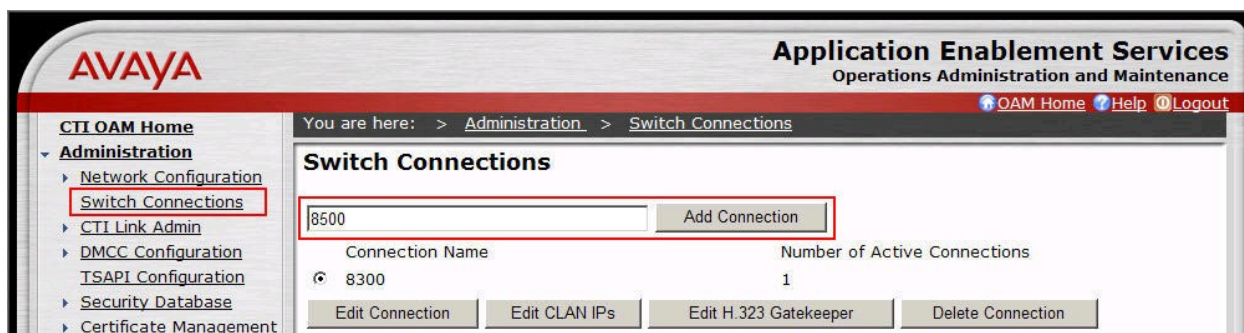 AVAYA
Application Enablement Services
Operations Administration and Maintenance
OAM Home Help Logout
CTI OAM Home
Administration
Network Configuration
Switch Connections
CTI Link Admin
DMCC Configuration
TSAPI Configuration
Security Database
Certificate Management
You are here: > Administration > Switch Connections
Switch Connections
8500 Add Connection
Connection Name Number of Active Connections
8300 1
Edit Connection Edit CLAN IPs Edit H.323 Gatekeeper Delete Connection